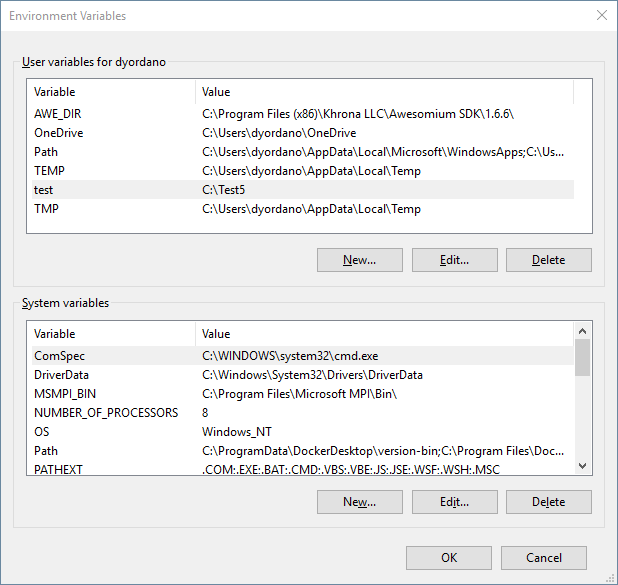 Environment Variables
User variables for dyordano
Variable Value
AWE_DIR C:\Program Files (x86)\Khrona LLC\Awesomium SDK\1.6.6\
OneDrive C:\Users\dyordano\OneDrive
Path C:\Users\dyordano\AppData\Local\Microsoft\WindowsApps;C:\Us...
TEMP C:\Users\dyordano\AppData\Local\Temp
test C:\Test5
TMP C:\Users\dyordano\AppData\Local\Temp
New... Edit... Delete
System variables
Variable Value
ComSpec C:\WINDOWS\system32\cmd.exe
DriverData C:\Windows\System32\Drivers\DriverData
MSMPI_BIN C:\Program Files\Microsoft MPI\Bin\
NUMBER_OF_PROCESSORS 8
OS Windows_NT
Path C:\ProgramData\DockerDesktop\version-bin;C:\Program Files\Doc...
PATHEXT .COM;.EXE;.BAT;.CMD;.VBS;.VBE;.JS;.JSE;.WSF;.WSH;.MSC
New... Edit... Delete
OK Cancel